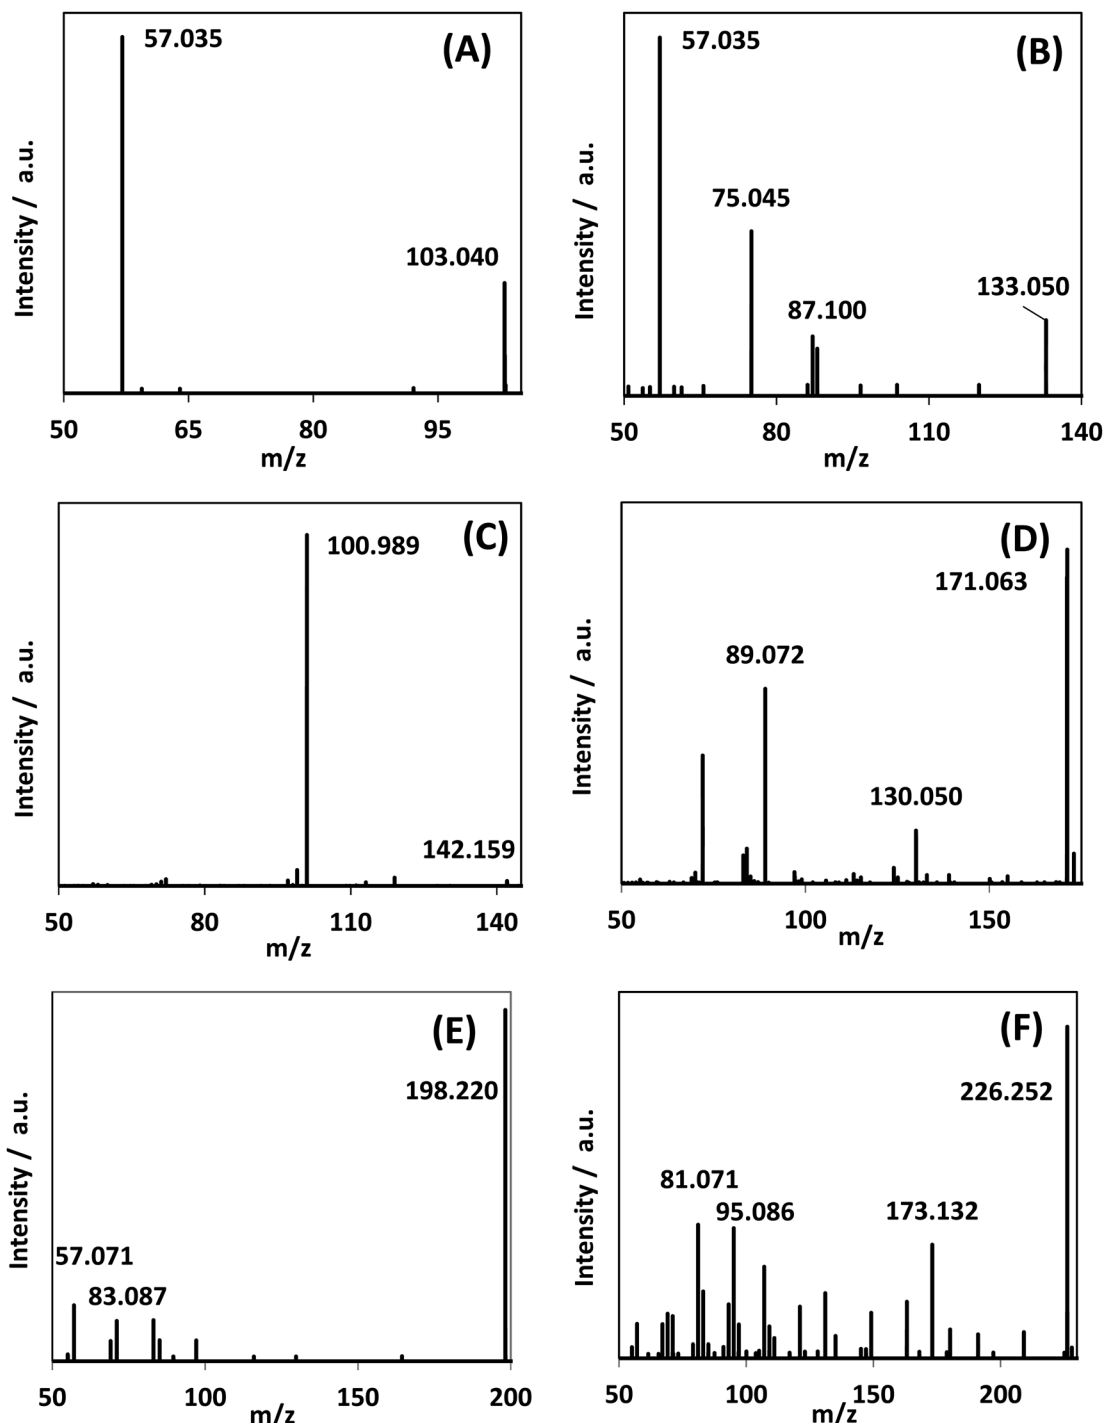 57.035
(A)
103.040
Intensity / a.u.
50 65 80 95
m/z
57.035
(B)
75.045
133.050
87.100
Intensity / a.u.
50 80 110 140
m/z
100.989
(C)
142.159
Intensity / a.u.
50 80 110 140
m/z
(D)
171.063
89.072
130.050
Intensity / a.u.
50 100 150
m/z
(E)
198.220
57.071
83.087
Intensity / a.u.
50 100 150 200
m/z
(F)
226.252
81.071
95.086 173.132
Intensity / a.u.
50 100 150 200
m/z